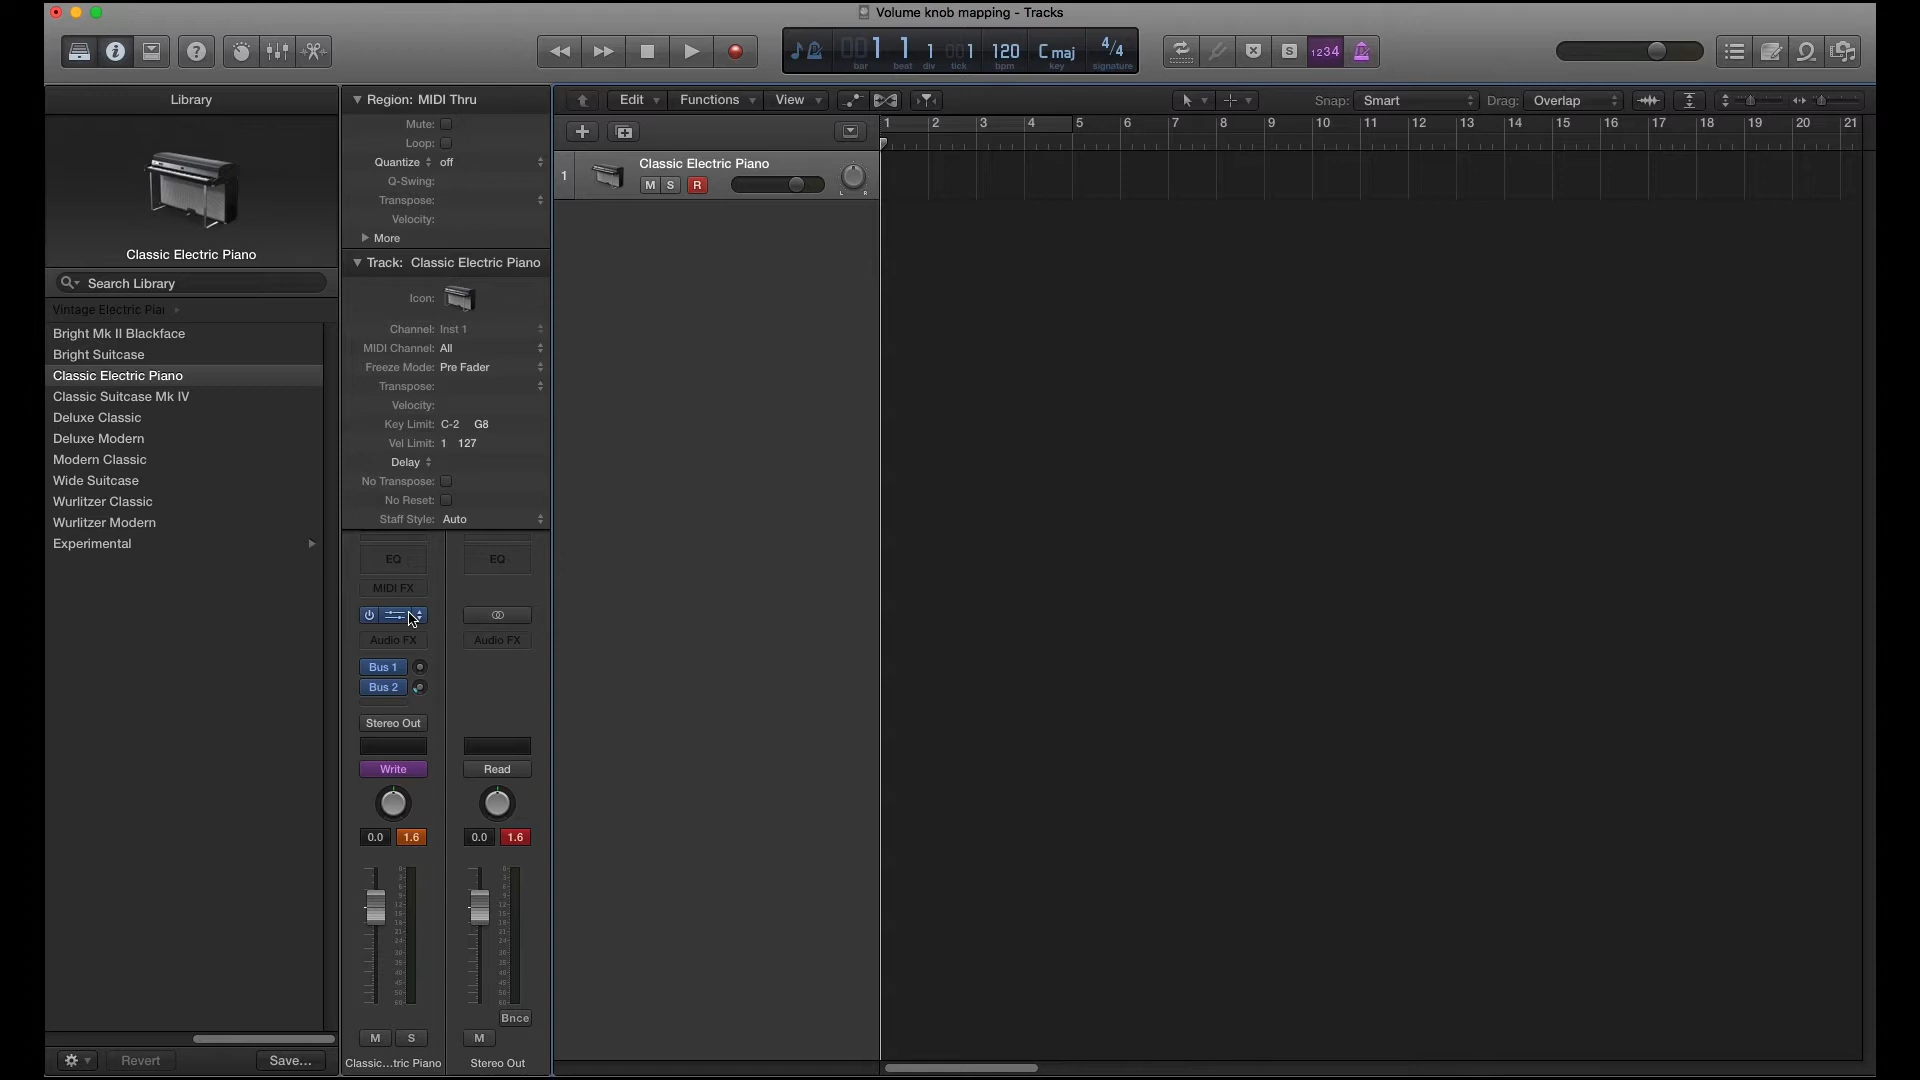 Volume knob mapping - Tracks
1 1 1 1 120 C maj 4/4
bar beat div tick bpm key signature
S 1234
Library
Region: MIDI Thru
Edit Functions View Snap: Smart Drag: Overlap
Mute:
Loop:
Quantize off
Q-Swing:
Transpose:
Velocity:
More
1 2 3 4 5 6 7 8 9 10 11 12 13 14 15 16 17 18 19 20 21
1 Classic Electric Piano
M S R
L R
Classic Electric Piano
Search Library
Vintage Electric Piar
Bright Mk II Blackface
Bright Suitcase
Classic Electric Piano
Classic Suitcase Mk IV
Deluxe Classic
Deluxe Modern
Modern Classic
Wide Suitcase
Wurlitzer Classic
Wurlitzer Modern
Experimental
Track: Classic Electric Piano
Icon:
Channel: Inst 1
MIDI Channel: All
Freeze Mode: Pre Fader
Transpose:
Velocity:
Key Limit: C-2 G8
Vel Limit: 1 127
Delay
No Transpose:
No Reset:
Staff Style: Auto
EQ EQ
MIDI FX
Audio FX Audio FX
Bus 1
Bus 2
Stereo Out
Write Read
0.0 1.6 0.0 1.6
Bnce
M S M
Classic...tric Piano Stereo Out
Revert Save...